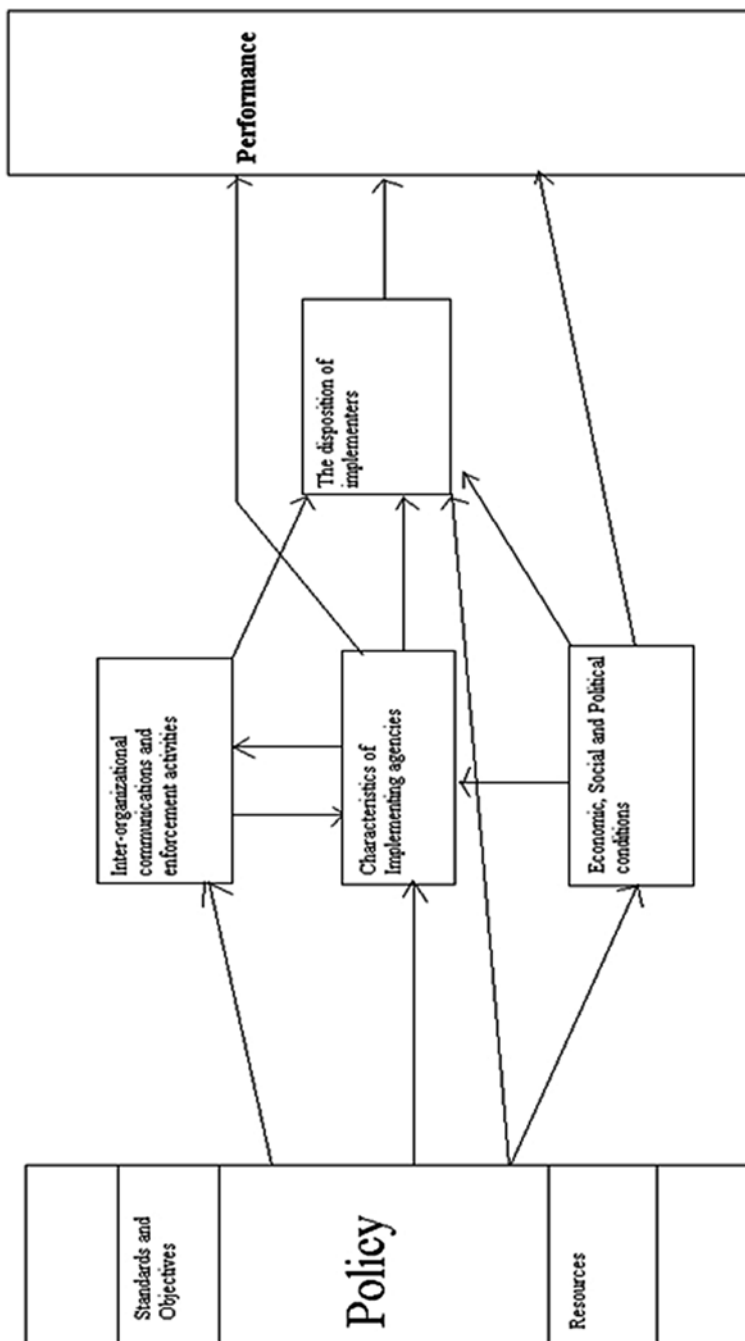 Standards and
Objectives
Policy
Resources
Inter-organizational
communications and
enforcement activities
Characteristics of
Implementing agencies
Economic, Social and Political
conditions
The disposition of
implementers
Performance